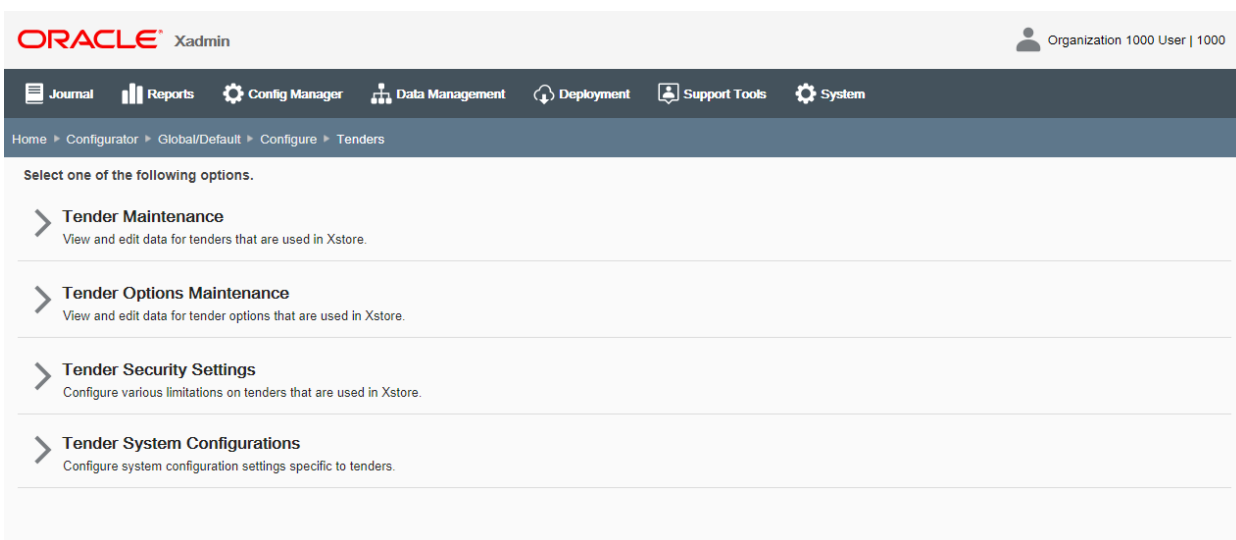 ORACLE® Xadmin
Organization 1000 User | 1000
Journal Reports Config Manager Data Management Deployment Support Tools System
Home ▸ Configurator ▸ Global/Default ▸ Configure ▸ Tenders
Select one of the following options.
Tender Maintenance
View and edit data for tenders that are used in Xstore.
Tender Options Maintenance
View and edit data for tender options that are used in Xstore.
Tender Security Settings
Configure various limitations on tenders that are used in Xstore.
Tender System Configurations
Configure system configuration settings specific to tenders.